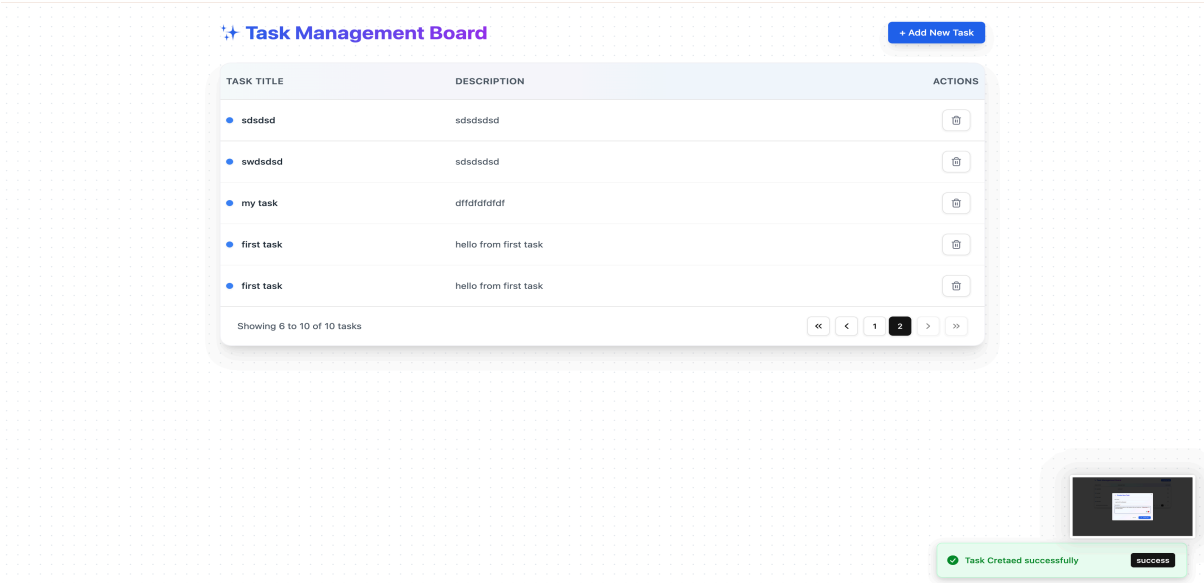 ✨ Task Management Board
+ Add New Task
TASK TITLE DESCRIPTION ACTIONS
sdsdsd sdsdsdsd
swdsdsd sdsdsdsd
my task dffdfdfdfdf
first task hello from first task
first task hello from first task
Showing 6 to 10 of 10 tasks « ‹ 1 2 › »
Task Cretaed successfully success